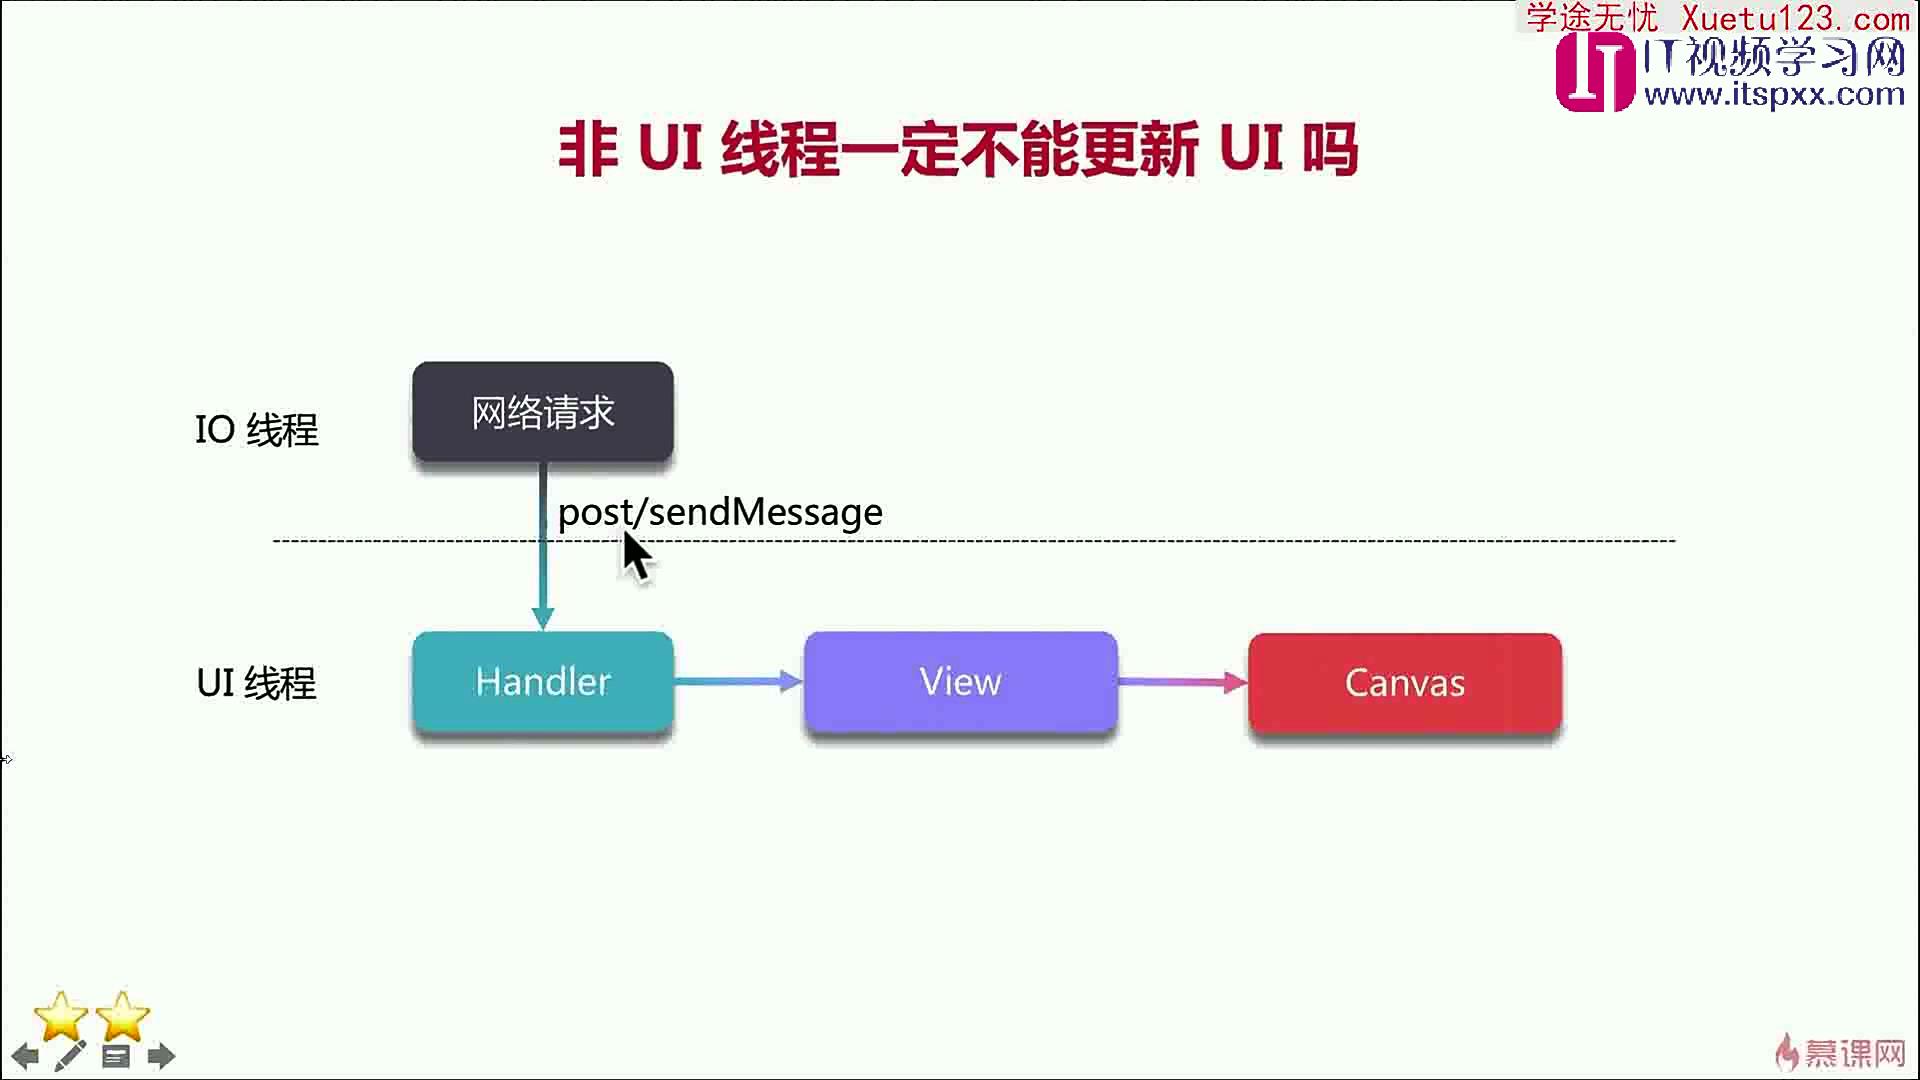 学途无忧 Xuetu123.com
IT视频学习网
www.itspxx.com
非 UI 线程一定不能更新 UI 吗
IO 线程
网络请求
post/sendMessage
UI 线程
Handler
View
Canvas
慕课网